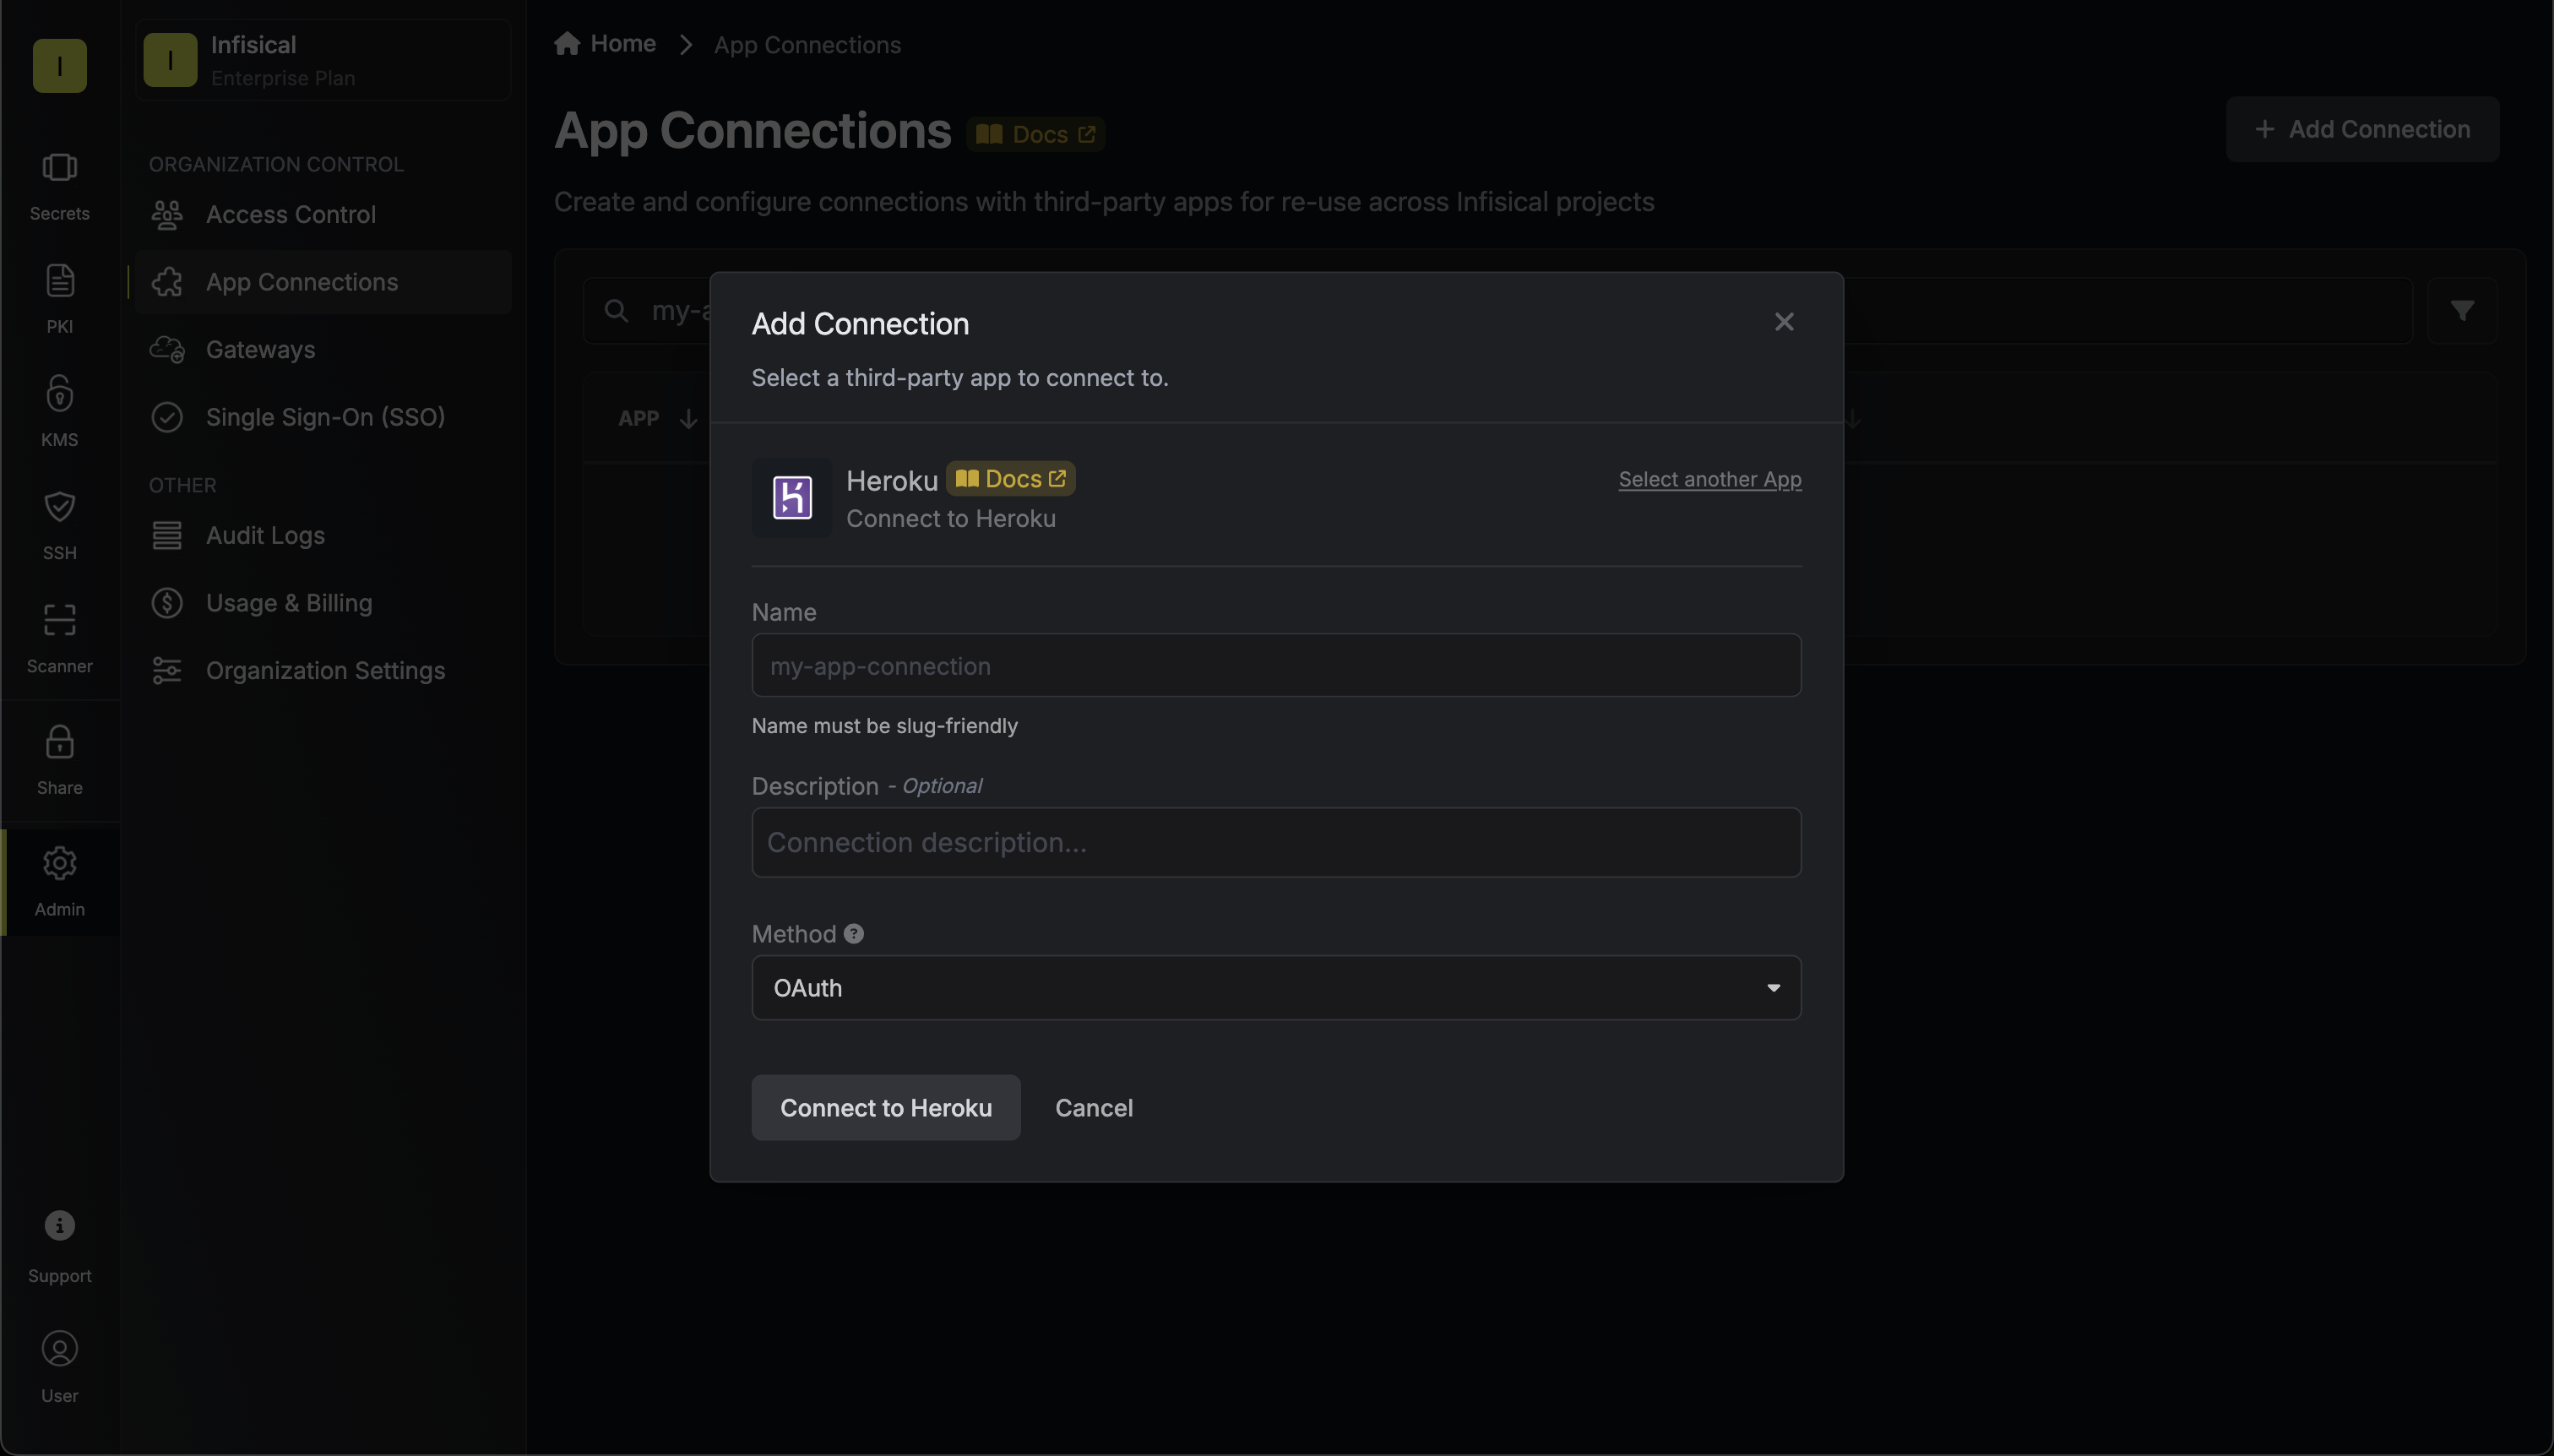 I
Infisical
I
Enterprise Plan
Secrets
PKI
KMS
SSH
Scanner
Share
Admin
Support
User
ORGANIZATION CONTROL
Access Control
App Connections
Gateways
Single Sign-On (SSO)
OTHER
Audit Logs
Usage & Billing
Organization Settings
Home App Connections
App Connections Docs
+ Add Connection
Create and configure connections with third-party apps for re-use across Infisical projects
my-a
APP
Add Connection
Select a third-party app to connect to.
Heroku Docs Select another App
Connect to Heroku
Name
my-app-connection
Name must be slug-friendly
Description - Optional
Connection description...
Method ?
OAuth
Connect to Heroku Cancel